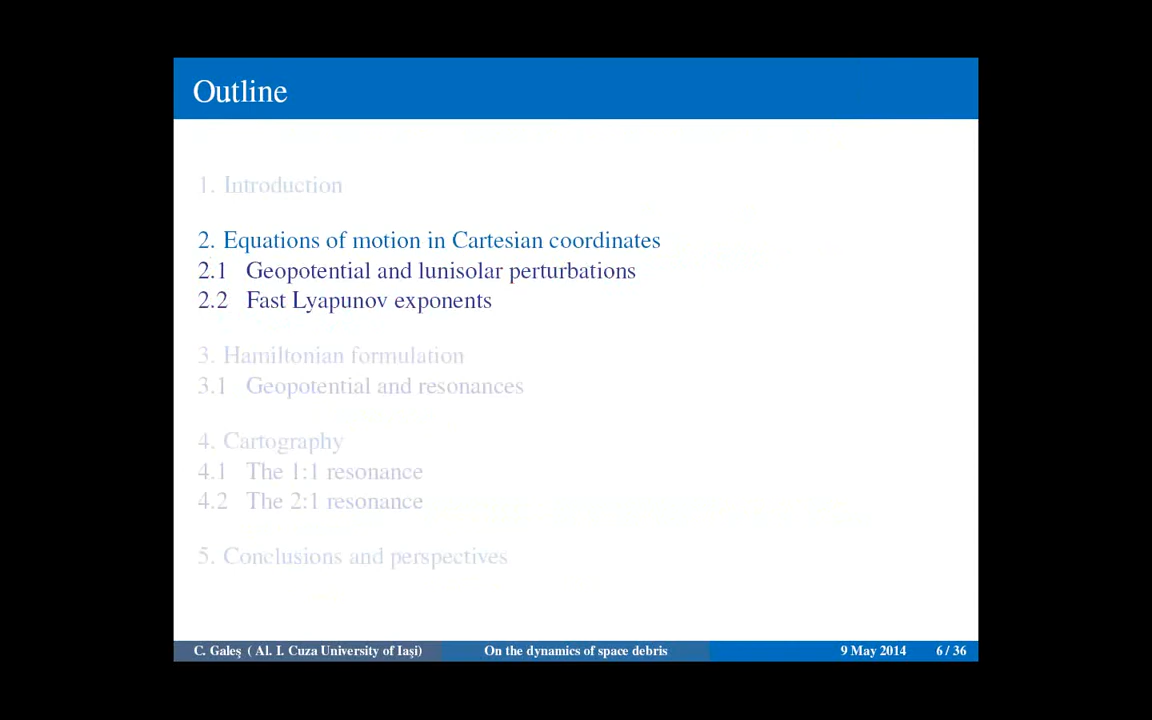 Outline
1. Introduction
2. Equations of motion in Cartesian coordinates
2.1 Geopotential and lunisolar perturbations
2.2 Fast Lyapunov exponents
3. Hamiltonian formulation
3.1 Geopotential and resonances
4. Cartography
4.1 The 1:1 resonance
4.2 The 2:1 resonance
5. Conclusions and perspectives
C. Galeş ( Al. I. Cuza University of Iaşi) On the dynamics of space debris 9 May 2014 6 / 36